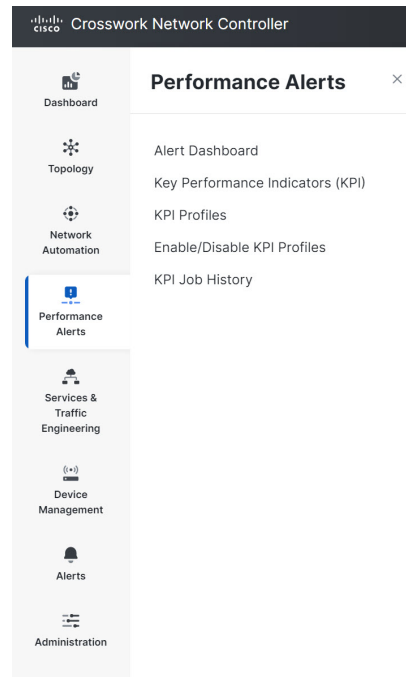 cisco Crosswork Network Controller
Dashboard
Topology
Network
Automation
Performance
Alerts
Services &
Traffic
Engineering
Device
Management
Alerts
Administration
Performance Alerts ×
Alert Dashboard
Key Performance Indicators (KPI)
KPI Profiles
Enable/Disable KPI Profiles
KPI Job History